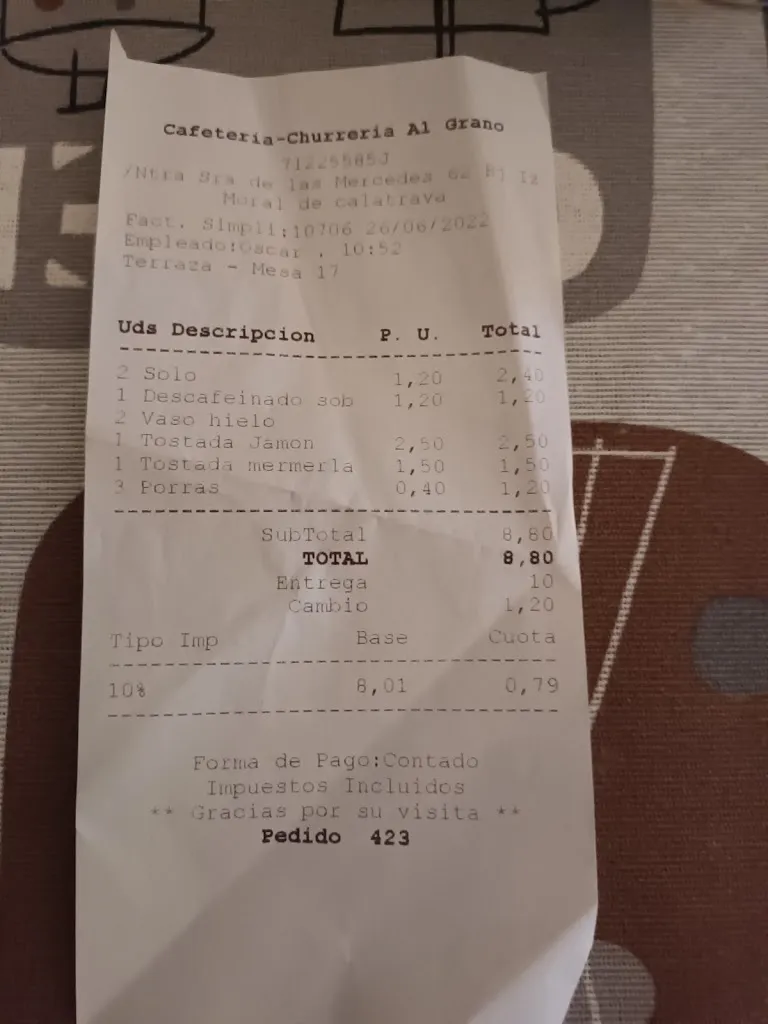 Cafeteria-Churreria Al Grano
71225585J
/Ntra Sra de las Mercedes 62 Bj Iz
Moral de calatrava
Fact. Simpli:10706 26/06/2022
Empleado:Oscar , 10:52
Terraza - Mesa 17
Uds Descripcion P. U. Total
2 Solo 1,20 2,40
1 Descafeinado sob 1,20 1,20
2 Vaso hielo
1 Tostada Jamon 2,50 2,50
1 Tostada mermerla 1,50 1,50
3 Porras 0,40 1,20
SubTotal 8,80
TOTAL 8,80
Entrega 10
Cambio 1,20
Tipo Imp Base Cuota
10% 8,01 0,79
Forma de Pago:Contado
Impuestos Incluidos
** Gracias por su visita **
Pedido 423